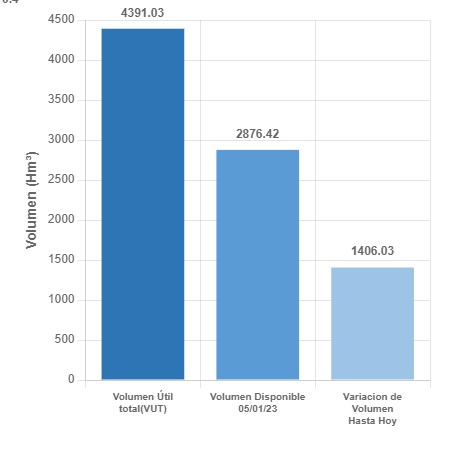 4500
4391.03
4000
3500
3000
2876.42
2500
2000
1500
1406.03
1000
500
0
Volumen (Hm³)
Volumen Útil
total(VUT)
Volumen Disponible
05/01/23
Variacion de
Volumen
Hasta Hoy